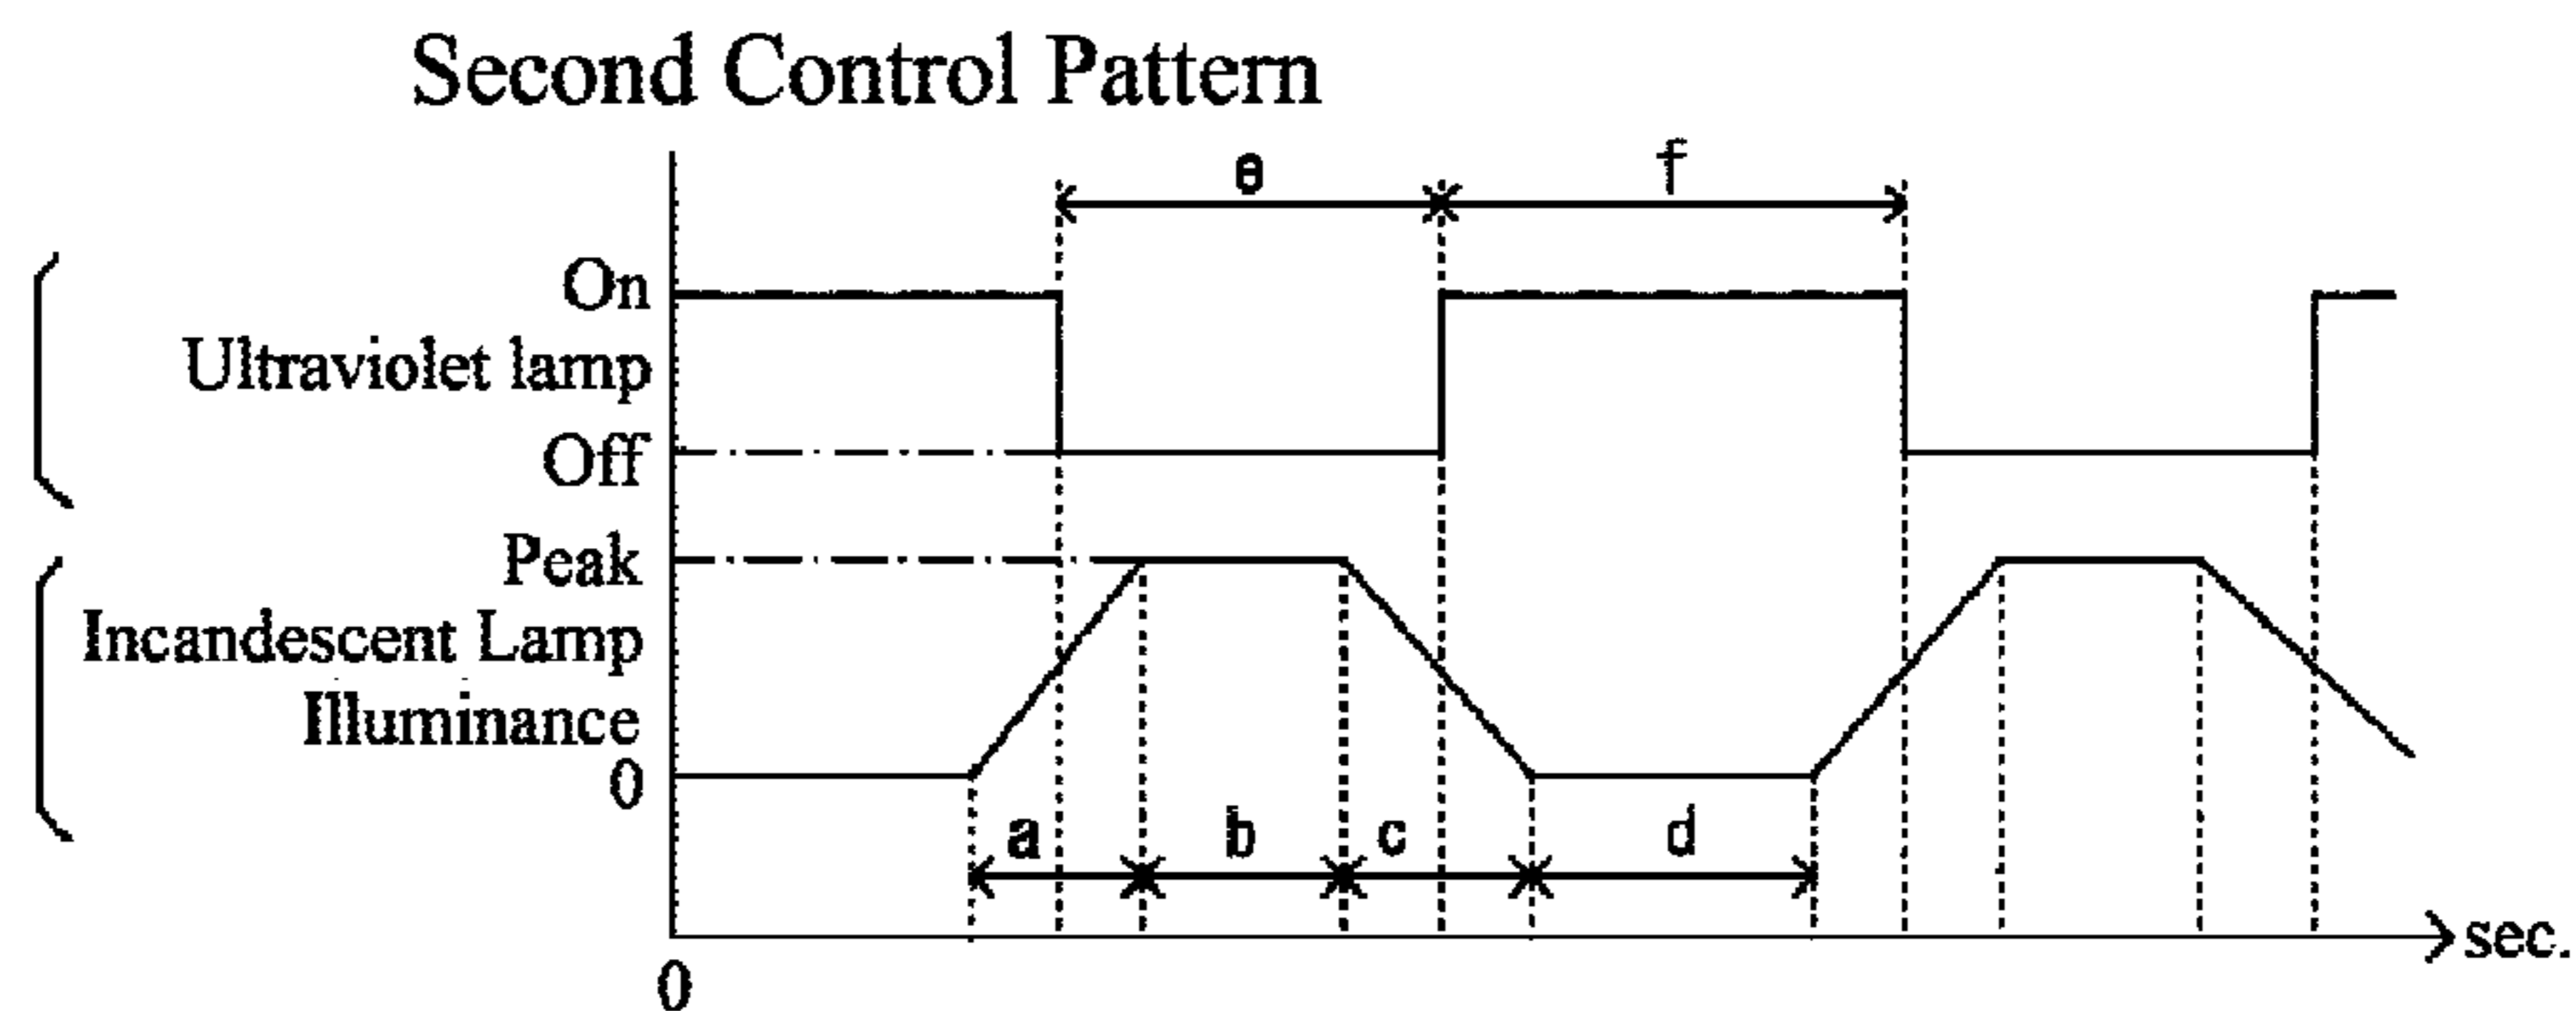 Second Control Pattern
e
f
On
Ultraviolet lamp
Off
Peak
Incandescent Lamp
Illuminance
0
a
b
c
d
sec.
0